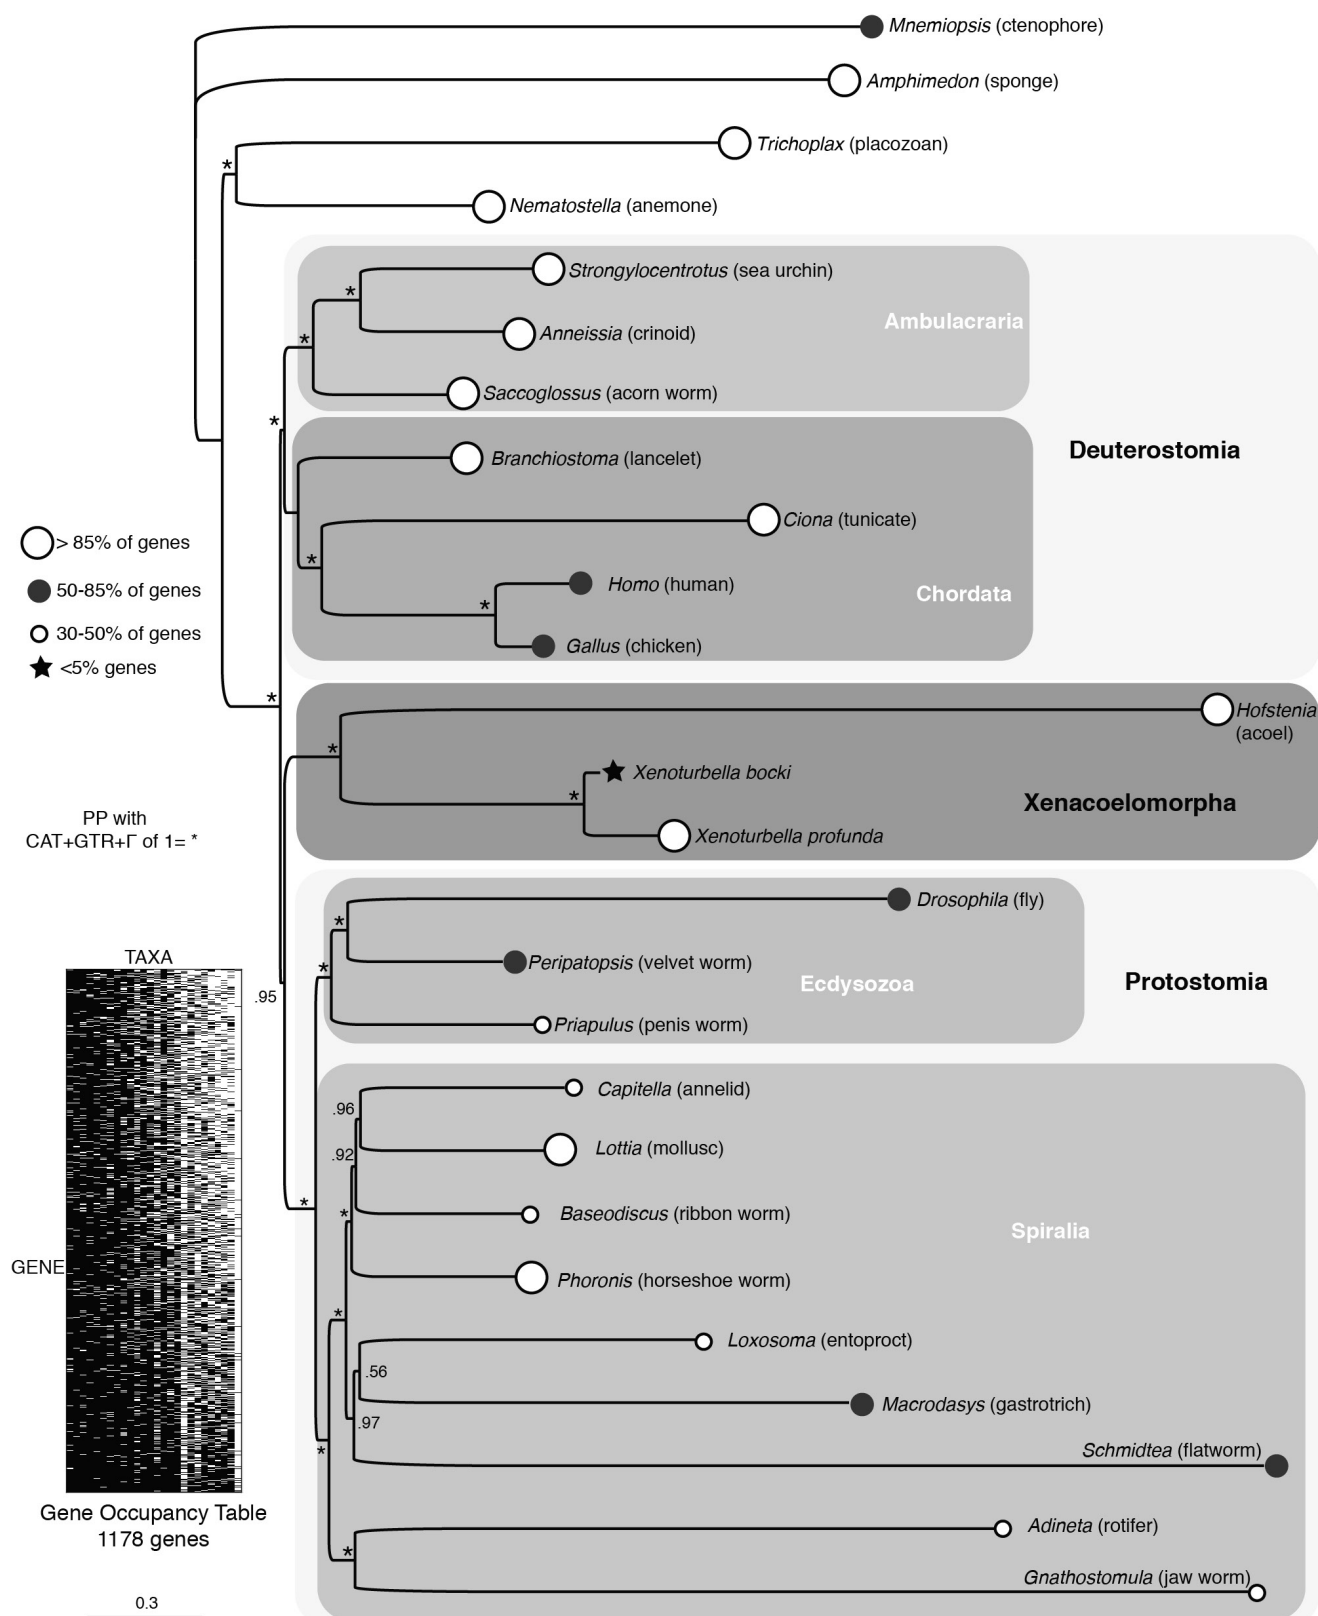 Mnemiopsis (ctenophore)
Amphimedon (sponge)
Trichoplax (placozoan)
*
Nematostella (anemone)
Strongylocentrotus (sea urchin)
*
Ambulacraria
Anneissia (crinoid)
*
Saccoglossus (acorn worm)
*
Deuterostomia
Branchiostoma (lancelet)
Ciona (tunicate)
> 85% of genes
*
Homo (human)
50-85% of genes
Chordata
*
30-50% of genes
Gallus (chicken)
<5% genes
*
Hofstenia
(acoel)
*
Xenoturbella bocki
*
Xenacoelomorpha
PP with
CAT+GTR+Γ of 1= *
Xenoturbella profunda
Drosophila (fly)
*
TAXA
Peripatopsis (velvet worm)
*
Ecdysozoa
Protostomia
.95
Priapulus (penis worm)
Capitella (annelid)
.96
Lottia (mollusc)
.92
*
Baseodiscus (ribbon worm)
*
Spiralia
GENE
Phoronis (horseshoe worm)
*
Loxosoma (entoproct)
.56
Macrodasys (gastrotrich)
.97
*
Schmidtea (flatworm)
Gene Occupancy Table
1178 genes
Adineta (rotifer)
*
Gnathostomula (jaw worm)
0.3